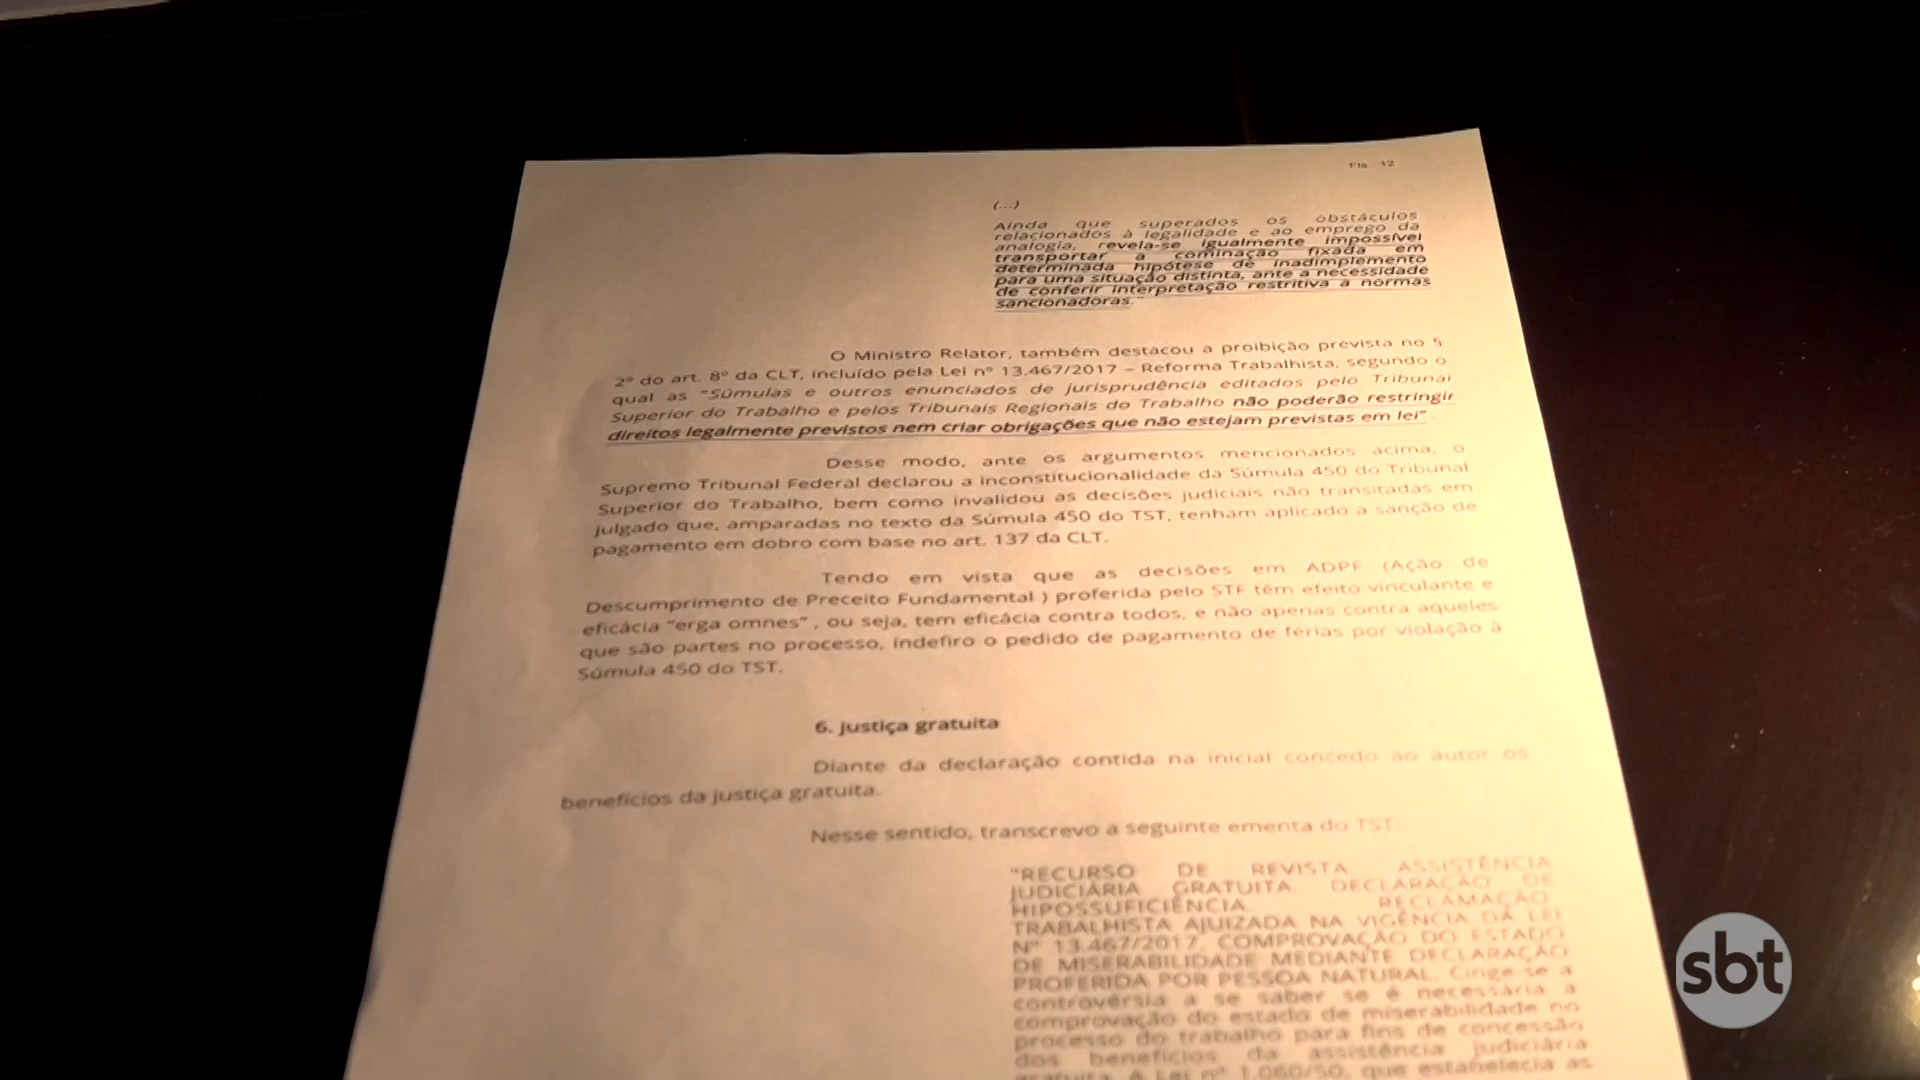 Fls.: 12
(...)
Ainda que superados os obstáculos
relacionados à legalidade e ao emprego da
analogia, revela-se igualmente impossível
transportar a cominação fixada em
determinada hipótese de inadimplemento
para uma situação distinta, ante a necessidade
de conferir interpretação restritiva a normas
sancionadoras."
O Ministro Relator, também destacou a proibição prevista no §
2º do art. 8º da CLT, incluído pela Lei nº 13.467/2017 – Reforma Trabalhista, segundo o
qual as "Súmulas e outros enunciados de jurisprudência editados pelo Tribunal
Superior do Trabalho e pelos Tribunais Regionais do Trabalho não poderão restringir
direitos legalmente previstos nem criar obrigações que não estejam previstas em lei".
Desse modo, ante os argumentos mencionados acima, o
Supremo Tribunal Federal declarou a inconstitucionalidade da Súmula 450 do Tribunal
Superior do Trabalho, bem como invalidou as decisões judiciais não transitadas em
julgado que, amparadas no texto da Súmula 450 do TST, tenham aplicado a sanção de
pagamento em dobro com base no art. 137 da CLT.
Tendo em vista que as decisões em ADPF (Ação de
Descumprimento de Preceito Fundamental ) proferida pelo STF têm efeito vinculante e
eficácia "erga omnes" , ou seja, tem eficácia contra todos, e não apenas contra aqueles
que são partes no processo, indefiro o pedido de pagamento de férias por violação à
Súmula 450 do TST.
6. Justiça gratuita
Diante da declaração contida na inicial concedo ao autor os
benefícios da justiça gratuita.
Nesse sentido, transcrevo a seguinte ementa do TST:
"RECURSO DE REVISTA. ASSISTÊNCIA
JUDICIÁRIA GRATUITA. DECLARAÇÃO DE
HIPOSSUFICIÊNCIA. RECLAMAÇÃO
TRABALHISTA AJUIZADA NA VIGÊNCIA DA LEI
Nº 13.467/2017. COMPROVAÇÃO DO ESTADO
DE MISERABILIDADE MEDIANTE DECLARAÇÃO
PROFERIDA POR PESSOA NATURAL. Cinge-se a
controvérsia a se saber se é necessária a
comprovação do estado de miserabilidade no
processo do trabalho para fins de concessão
dos benefícios da assistência judiciária
gratuita. A Lei nº 1.060/50, que estabelecia as
sbt